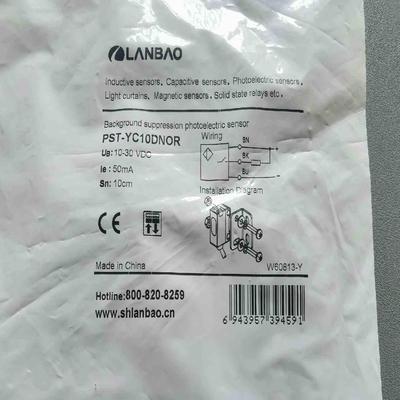 LANBAO
Inductive sensors, Capacitive sensors, Photoelectric sensors,
Light curtains, Magnetic sensors, Solid state relays etc.
Background suppression photoelectric sensor
PST-YC10DNOR
Wiring
BN
BK
BU
UB: 10-30 VDC
Ie : 50mA
Sn: 10cm
Installation Diagram
CE
Made in China
W60813-Y
Hotline:800-820-8259
www.shlanbao.cn
6 943957 394591